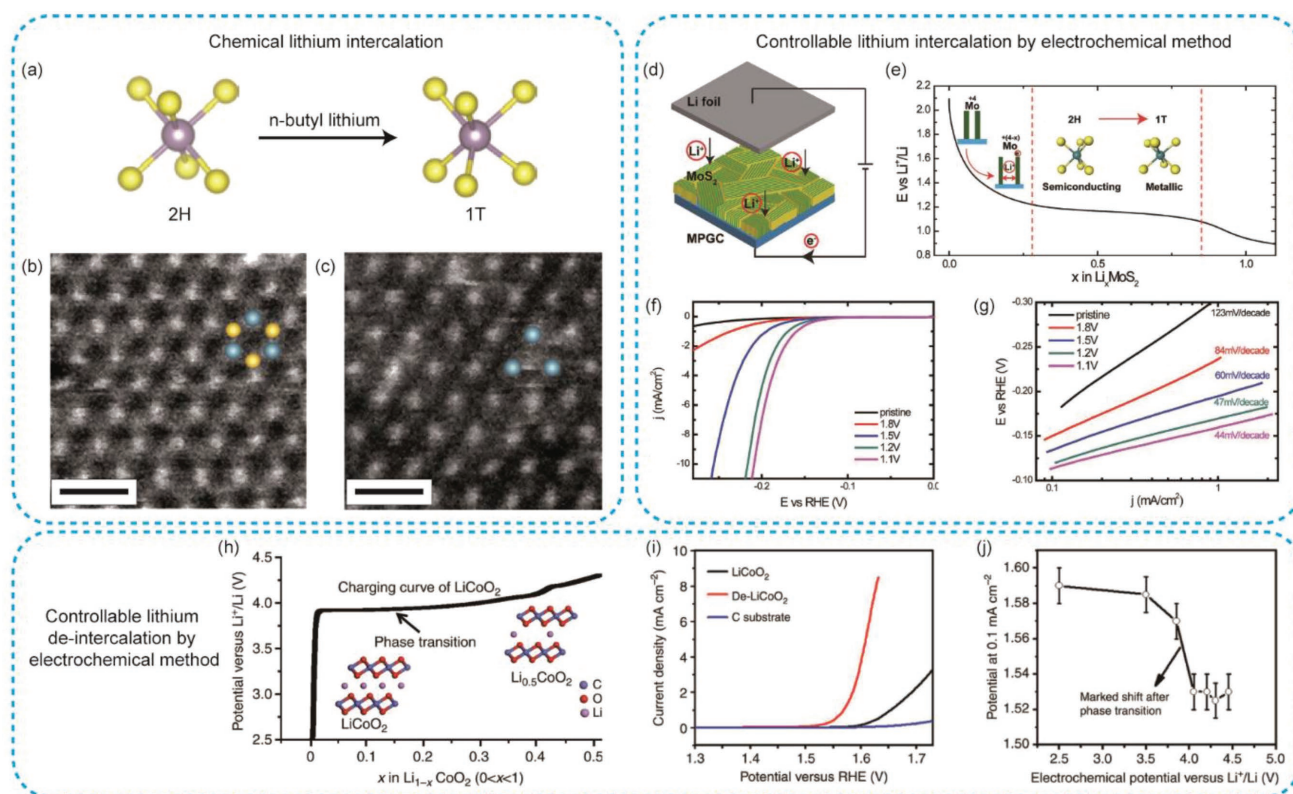 Chemical lithium intercalation
(a)
n-butyl lithium
2H
1T
(b)
(c)
Controllable lithium intercalation by electrochemical method
(d)
Li foil
Li⁺
Li⁺
MoS₂
Li⁺
MPGC
e⁻
(e)
E vs Li⁺/Li
2.2
2.0
1.8
1.6
1.4
1.2
1.0
0.8
+4
Mo
+(4-x)
Mo
Li⁺
2H
1T
Semiconducting
Metallic
0.0
0.5
1.0
x in LiₓMoS₂
(f)
j (mA/cm²)
0
-2
-4
-6
-8
-10
pristine
1.8V
1.5V
1.2V
1.1V
-0.2
-0.1
0.0
E vs RHE (V)
(g)
E vs RHE (V)
-0.30
-0.25
-0.20
-0.15
-0.10
pristine
1.8V
1.5V
1.2V
1.1V
123mV/decade
84mV/decade
60mV/decade
47mV/decade
44mV/decade
0.1
1
j (mA/cm²)
Controllable lithium
de-intercalation by
electrochemical method
(h)
Potential versus Li⁺/Li (V)
4.5
4.0
3.5
3.0
2.5
Charging curve of LiCoO₂
Phase transition
LiCoO₂
Li₀.₅CoO₂
C
O
Li
0
0.1
0.2
0.3
0.4
0.5
x in Li₁₋ₓ CoO₂ (0<x<1)
(i)
Current density (mA cm⁻²)
10
8
6
4
2
0
LiCoO₂
De-LiCoO₂
C substrate
1.3
1.4
1.5
1.6
1.7
Potential versus RHE (V)
(j)
Potential at 0.1 mA cm⁻²
1.60
1.58
1.56
1.54
1.52
1.50
Marked shift after
phase transition
2.5
3.0
3.5
4.0
4.5
5.0
Electrochemical potential versus Li⁺/Li (V)